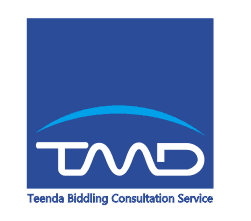 TMD
Teenda Biddling Consultation Service